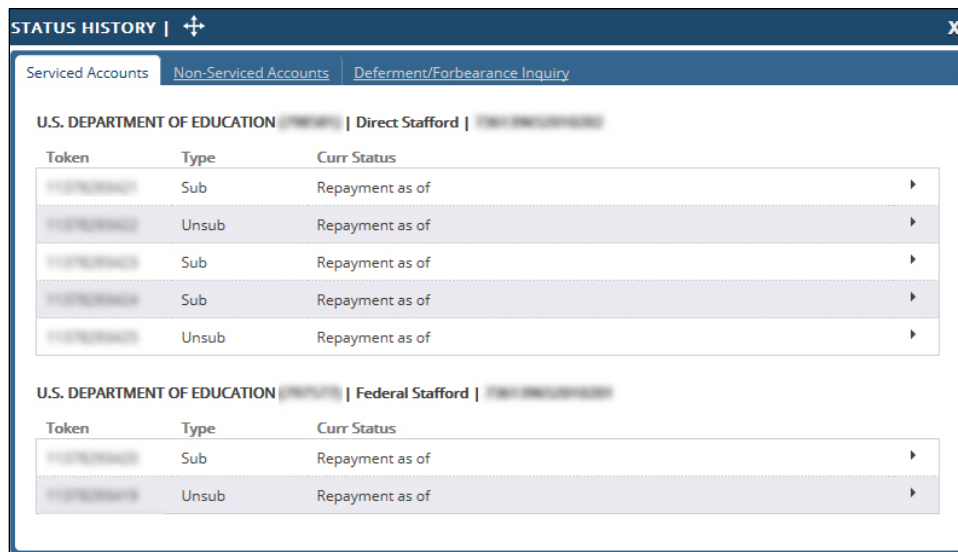 STATUS HISTORY | X
Serviced Accounts Non-Serviced Accounts Deferment/Forbearance Inquiry
U.S. DEPARTMENT OF EDUCATION | Direct Stafford |
Token Type Curr Status
Sub Repayment as of
Unsub Repayment as of
Sub Repayment as of
Sub Repayment as of
Unsub Repayment as of
U.S. DEPARTMENT OF EDUCATION | Federal Stafford |
Token Type Curr Status
Sub Repayment as of
Unsub Repayment as of